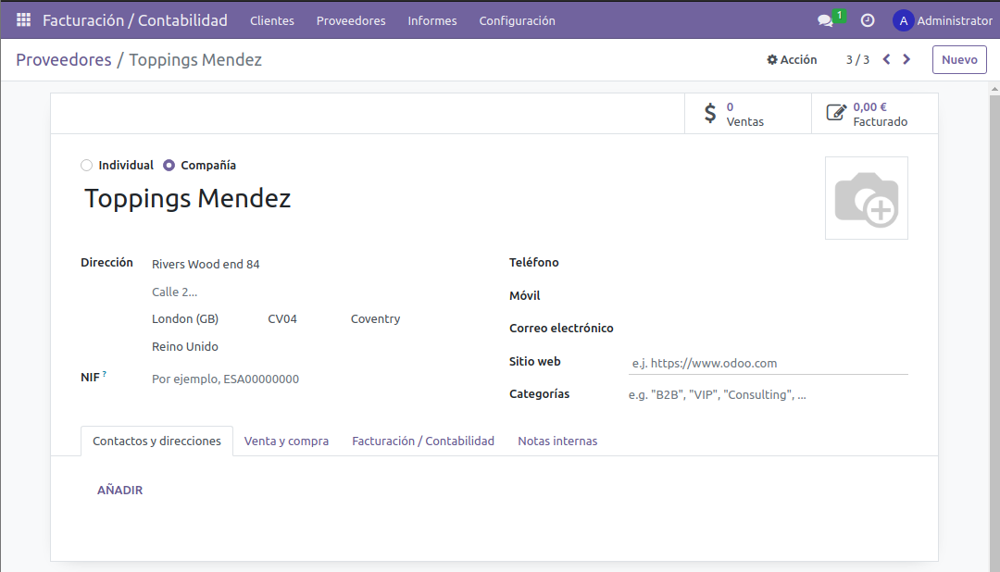 Facturación / Contabilidad Clientes Proveedores Informes Configuración 1 A Administrator
Proveedores / Toppings Mendez Acción 3 / 3 Nuevo
$ 0 Ventas
0,00 € Facturado
Individual Compañía
Toppings Mendez
Dirección Rivers Wood end 84
Calle 2...
London (GB) CV04 Coventry
Reino Unido
NIF ? Por ejemplo, ESA00000000
Teléfono
Móvil
Correo electrónico
Sitio web e.j. https://www.odoo.com
Categorías e.g. "B2B", "VIP", "Consulting", ...
Contactos y direcciones Venta y compra Facturación / Contabilidad Notas internas
AÑADIR